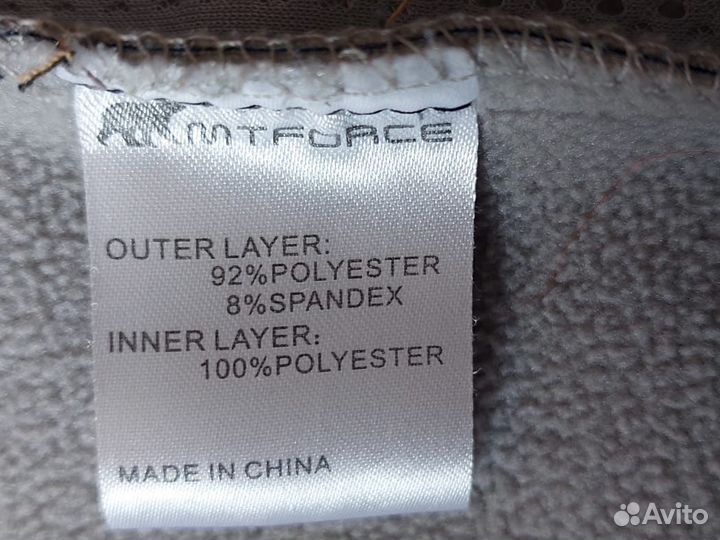 MTFORCE
OUTER LAYER:
92%POLYESTER
8%SPANDEX
INNER LAYER:
100%POLYESTER
MADE IN CHINA
Avito